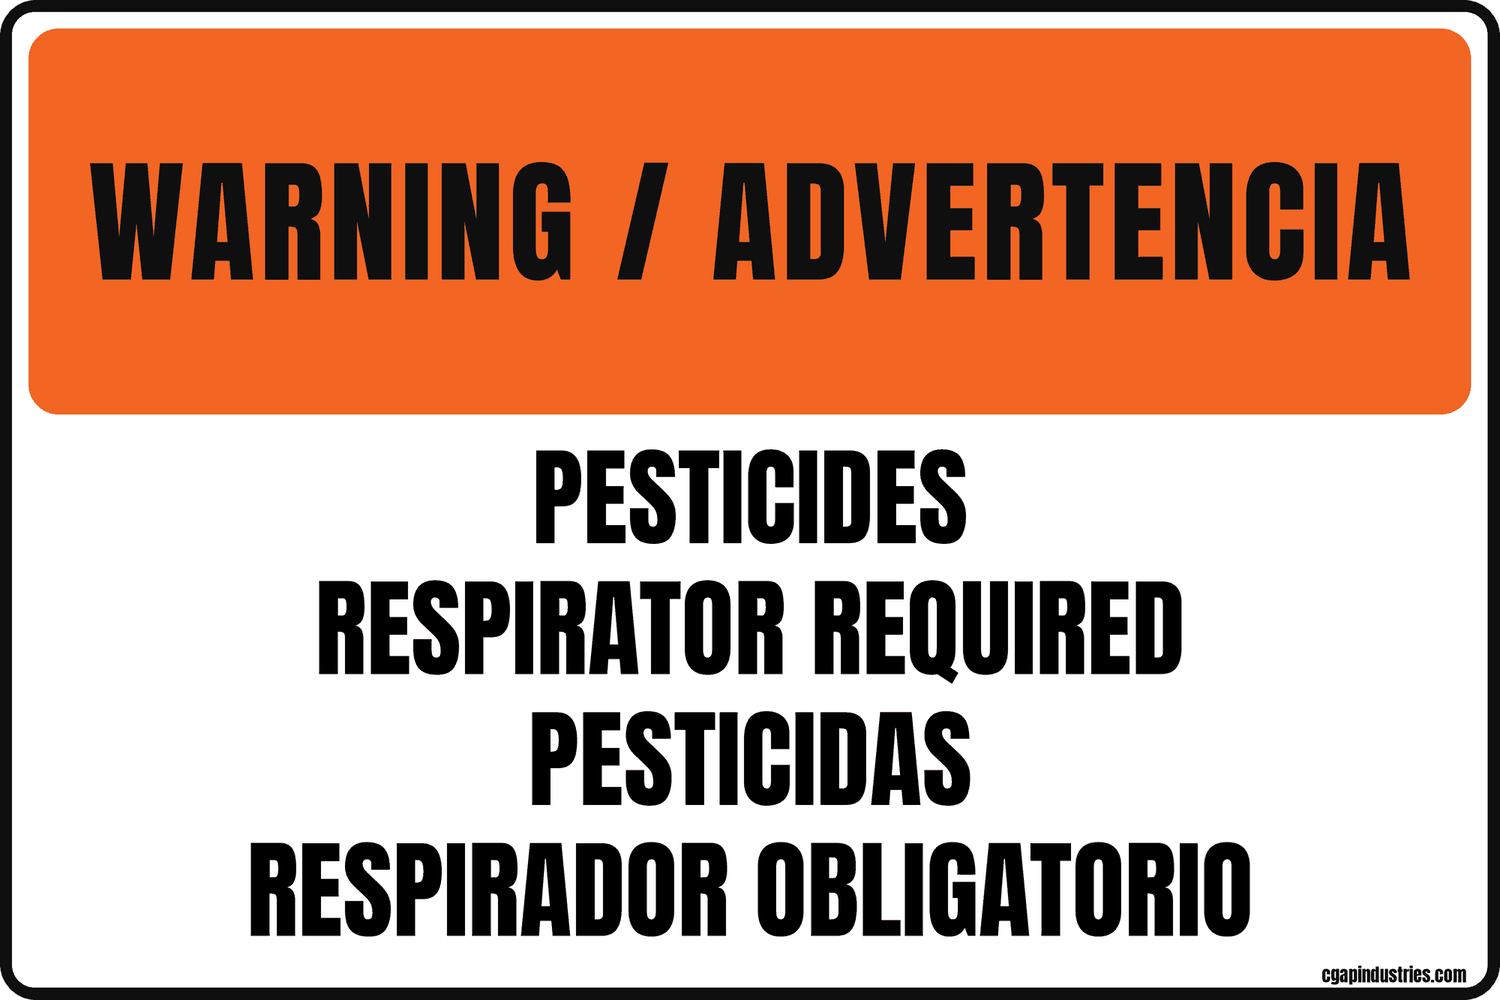 WARNING / ADVERTENCIA
PESTICIDES
RESPIRATOR REQUIRED
PESTICIDAS
RESPIRADOR OBLIGATORIO
cgapindustries.com